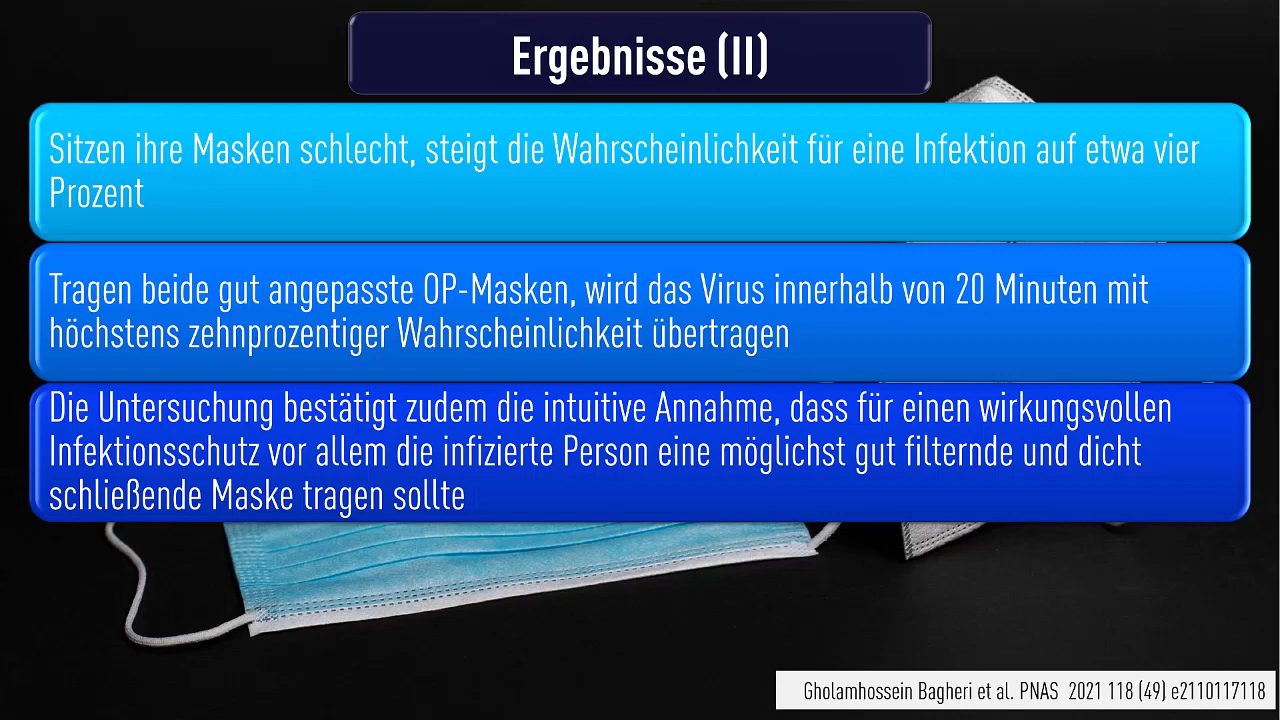 Ergebnisse (II)
Sitzen ihre Masken schlecht, steigt die Wahrscheinlichkeit für eine Infektion auf etwa vier
Prozent
Tragen beide gut angepasste OP-Masken, wird das Virus innerhalb von 20 Minuten mit
höchstens zehnprozentiger Wahrscheinlichkeit übertragen
Die Untersuchung bestätigt zudem die intuitive Annahme, dass für einen wirkungsvollen
Infektionsschutz vor allem die infizierte Person eine möglichst gut filternde und dicht
schließende Maske tragen sollte
Gholamhossein Bagheri et al. PNAS 2021 118 (49) e2110117118